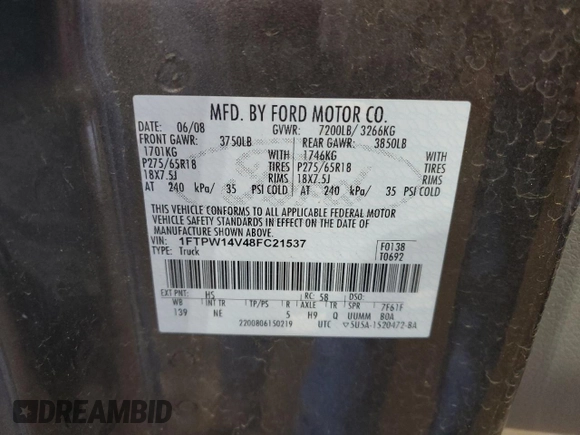 MFD. BY FORD MOTOR CO.
DATE: 06/08 GVWR: 7200LB/ 3266KG
FRONT GAWR: 3750LB REAR GAWR: 3850LB
1701KG WITH 1746KG WITH
P275/65R18 TIRES P275/65R18 TIRES
18X7.5J RIMS 18X7.5J RIMS
AT 240 kPa/ 35 PSI COLD AT 240 kPa/ 35 PSI COLD
THIS VEHICLE CONFORMS TO ALL APPLICABLE FEDERAL MOTOR
VEHICLE SAFETY STANDARDS IN EFFECT ON THE DATE OF
MANUFACTURE SHOWN ABOVE.
VIN: 1FTPW14V48FC21537 F0138
TYPE: Truck T0692
EXT PNT: HS RC: 58 DSO:
WB INT TR TP/PS R AXLE TR SPR 7F61F
139 NE 5 H9 Q UUMM BOA
2200806150219 UTC 5U5A-1520472-BA
DREAMBID